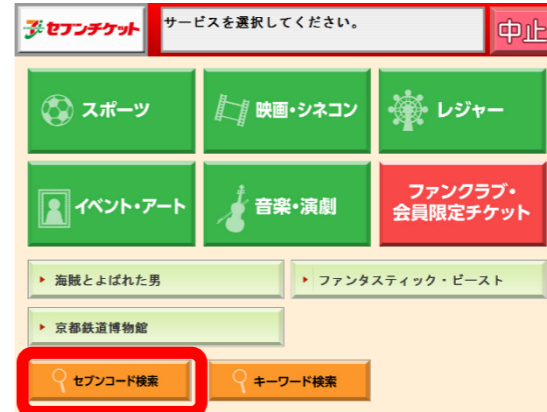 セブンチケット
サービスを選択してください。
中止
スポーツ
映画・シネコン
レジャー
イベント・アート
音楽・演劇
ファンクラブ・
会員限定チケット
海賊とよばれた男
ファンタスティック・ビースト
京都鉄道博物館
セブンコード検索
キーワード検索